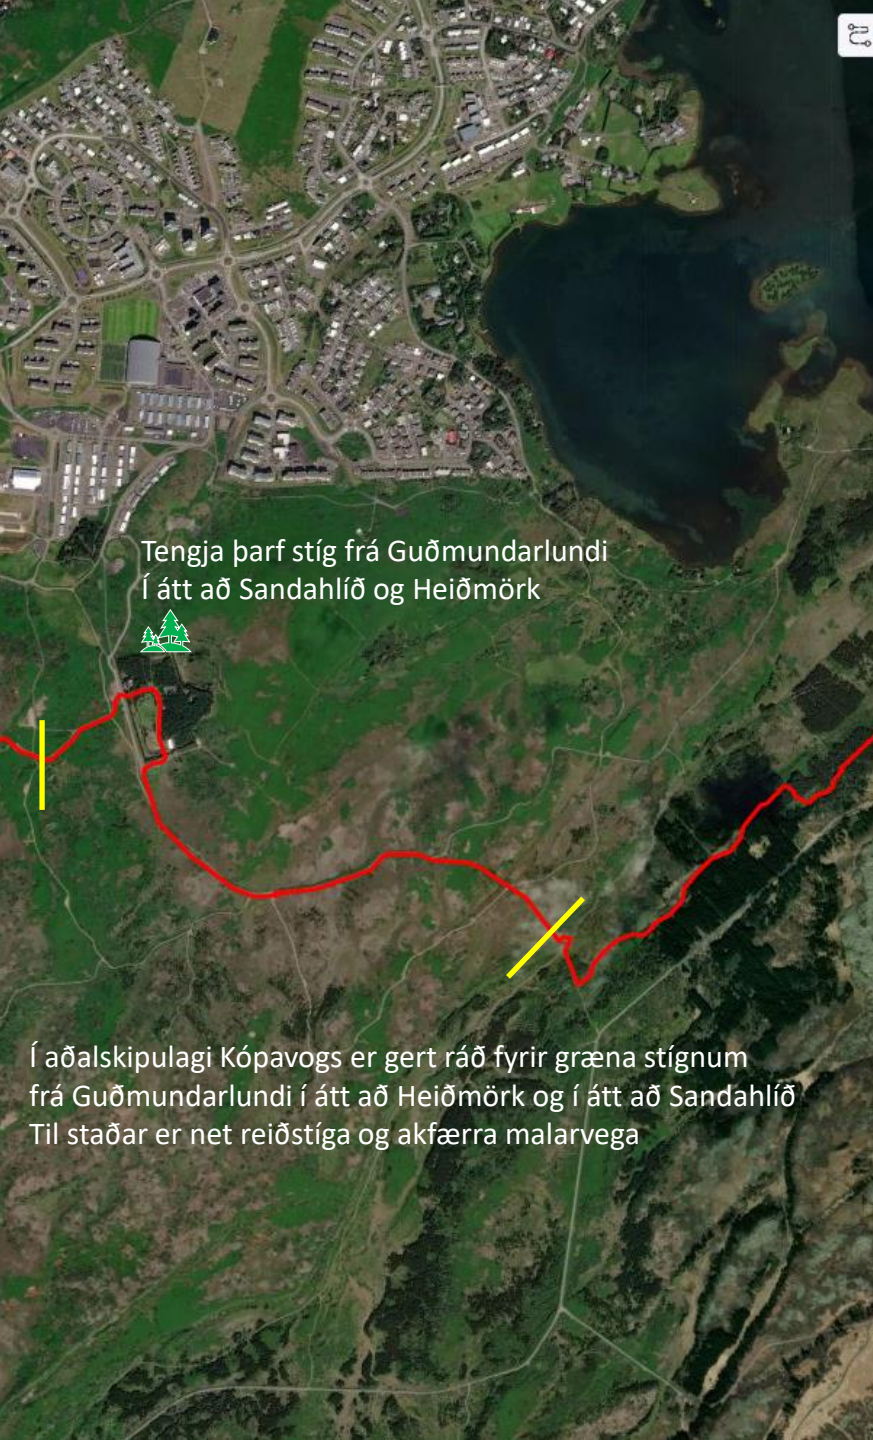 Tengja þarf stíg frá Guðmundarlundi
Í átt að Sandahlíð og Heiðmörk
Í aðalskipulagi Kópavogs er gert ráð fyrir græna stígnum
frá Guðmundarlundi í átt að Heiðmörk og í átt að Sandahlíð
Til staðar er net reiðstíga og akfærra malarvega